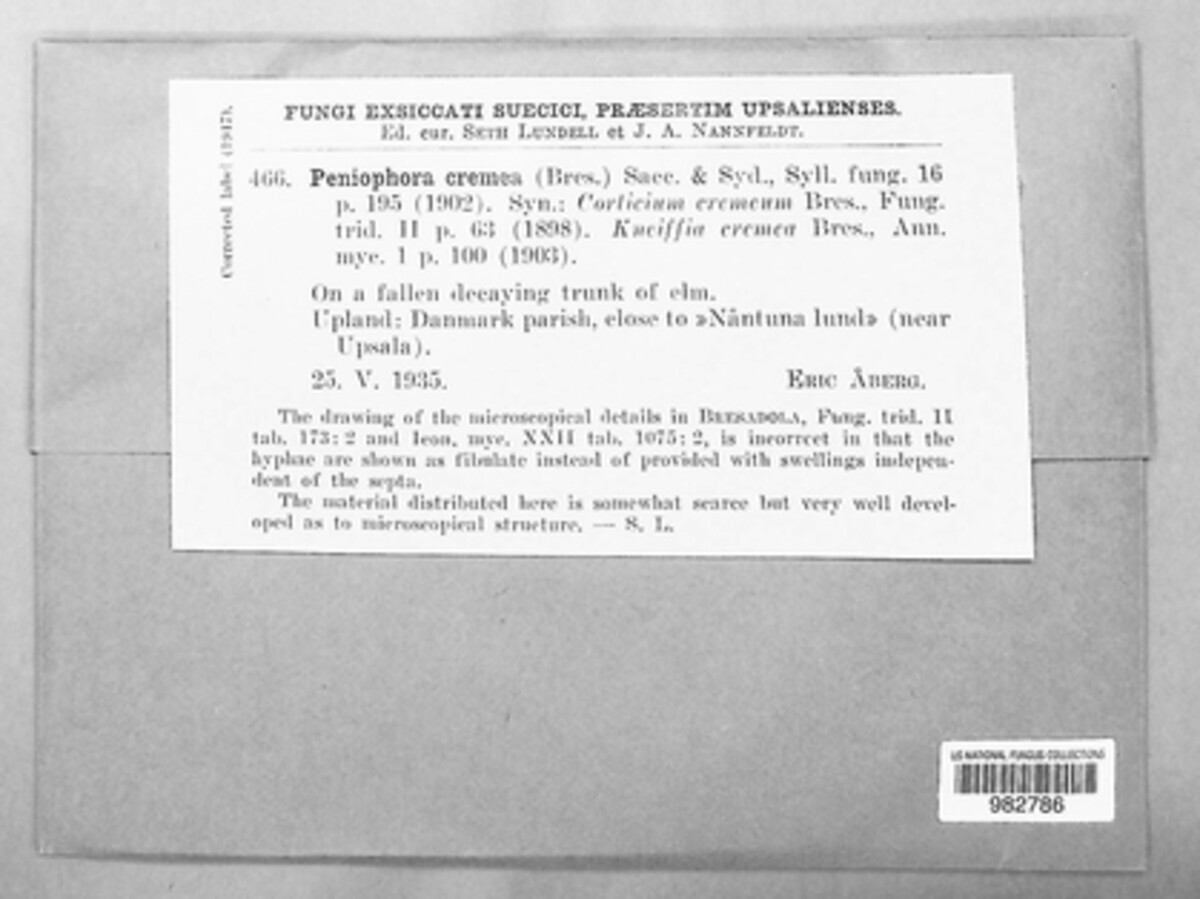 FUNGI EXSICCATI SUECICI, PRÆSERTIM UPSALIENSES.
Ed. cur. SETH LUNDELL et J. A. NANNFELDT.
Corrected label (1947).
466. Peniophora cremea (Bres.) Sacc. & Syd., Syll. fung. 16
p. 195 (1902). Syn.: Corticium cremeum Bres., Fung.
trid. II p. 63 (1898). Kneiffia cremea Bres., Ann.
myc. 1 p. 100 (1903).
On a fallen decaying trunk of elm.
Upland: Danmark parish, close to »Nåntuna lund» (near
Upsala).
25. V. 1935. ERIC ÅBERG.
The drawing of the microscopical details in BRESADOLA, Fung. trid. II
tab. 173: 2 and Icon. myc. XXII tab. 1075: 2, is incorrect in that the
hyphae are shown as fibulate instead of provided with swellings indepen-
dent of the septa.
The material distributed here is somewhat scarce but very well devel-
oped as to microscopical structure. — S. L.
US NATIONAL FUNGUS COLLECTIONS
982786